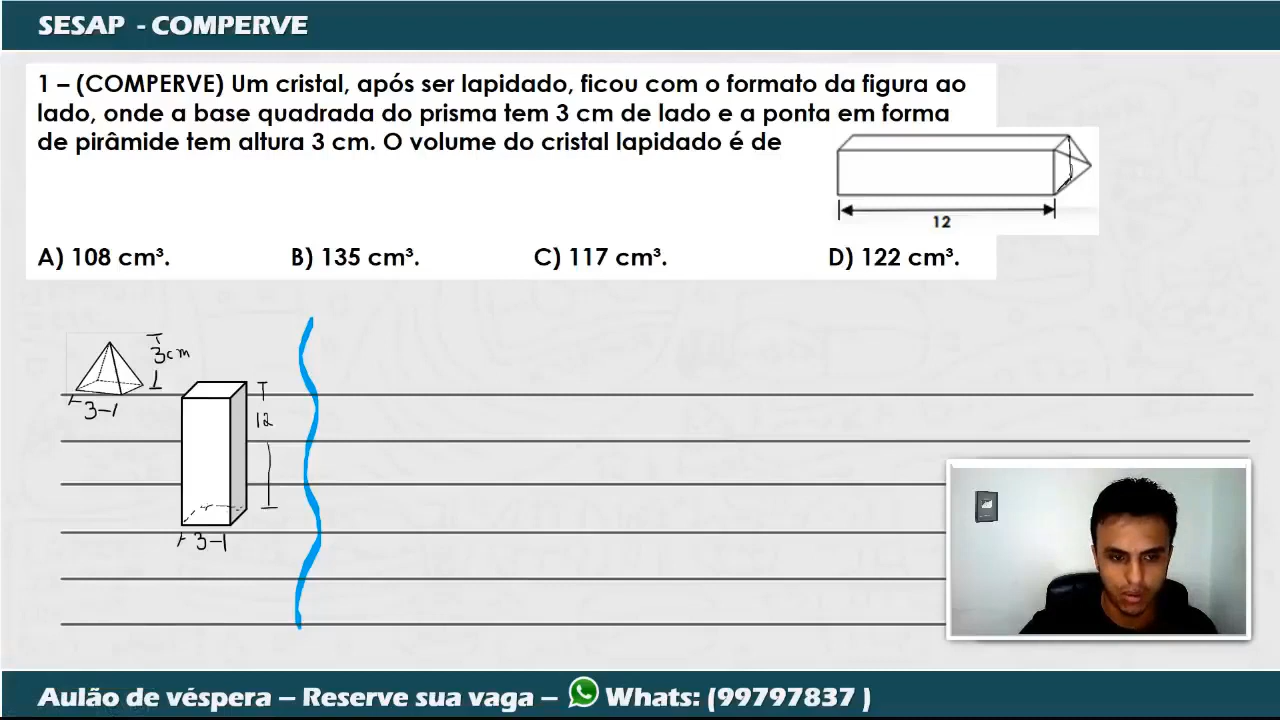 SESAP - COMPERVE
1 – (COMPERVE) Um cristal, após ser lapidado, ficou com o formato da figura ao
lado, onde a base quadrada do prisma tem 3 cm de lado e a ponta em forma
de pirâmide tem altura 3 cm. O volume do cristal lapidado é de
12
A) 108 cm³. B) 135 cm³. C) 117 cm³. D) 122 cm³.
3cm
3
12
3
Aulão de véspera – Reserve sua vaga – Whats: (99797837 )